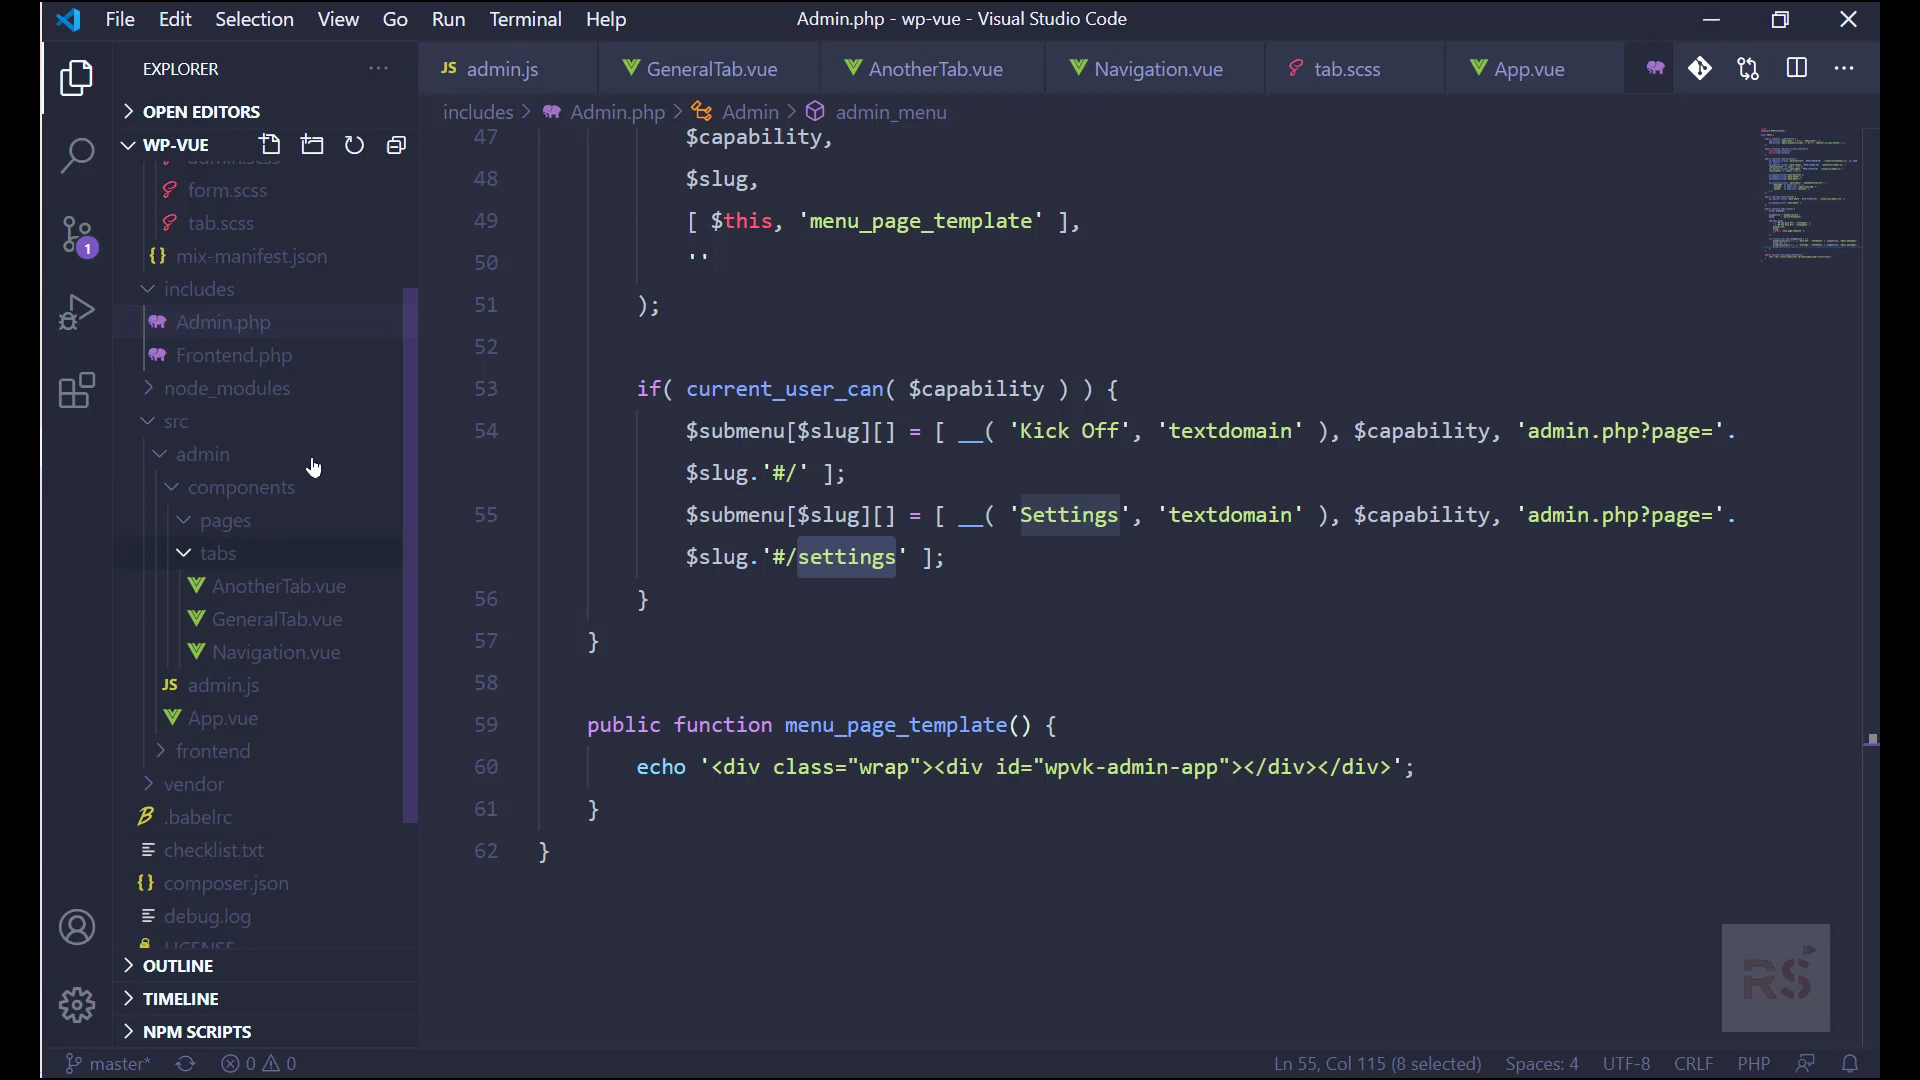 File Edit Selection View Go Run Terminal Help
Admin.php - wp-vue - Visual Studio Code
EXPLORER
JS admin.js
GeneralTab.vue
AnotherTab.vue
Navigation.vue
tab.scss
App.vue
OPEN EDITORS
includes > Admin.php > Admin > admin_menu
WP-VUE
admin.scss
form.scss
tab.scss
{} mix-manifest.json
includes
Admin.php
Frontend.php
node_modules
src
admin
components
pages
tabs
AnotherTab.vue
GeneralTab.vue
Navigation.vue
JS admin.js
App.vue
frontend
vendor
.babelrc
checklist.txt
{} composer.json
debug.log
LICENSE
OUTLINE
TIMELINE
NPM SCRIPTS
47 $capability,
48 $slug,
49 [ $this, 'menu_page_template' ],
50 ''
51 );
52
53 if( current_user_can( $capability ) ) {
54 $submenu[$slug][] = [ __( 'Kick Off', 'textdomain' ), $capability, 'admin.php?page='.
$slug.'#/' ];
55 $submenu[$slug][] = [ __( 'Settings', 'textdomain' ), $capability, 'admin.php?page='.
$slug.'#/settings' ];
56 }
57 }
58
59 public function menu_page_template() {
60 echo '<div class="wrap"><div id="wpvk-admin-app"></div></div>';
61 }
62 }
1
RS
master* 0 0
Ln 55, Col 115 (8 selected) Spaces: 4 UTF-8 CRLF PHP